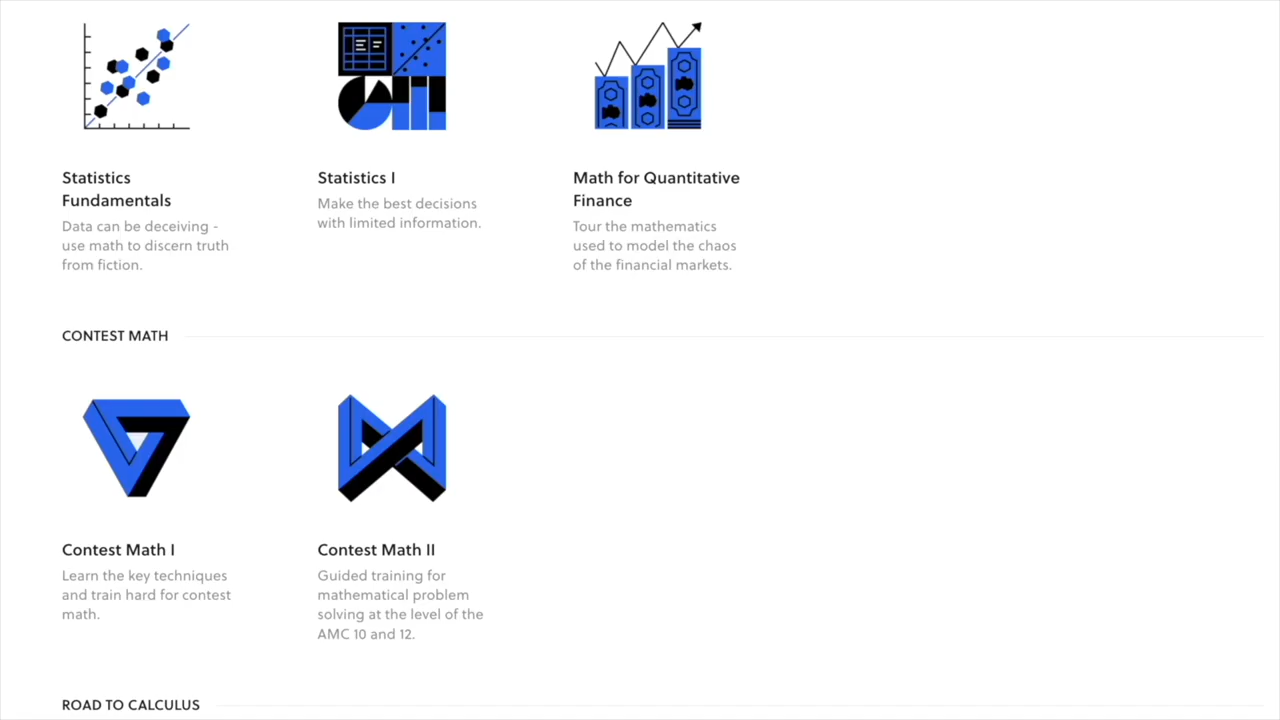 Statistics
Fundamentals
Data can be deceiving -
use math to discern truth
from fiction.
Statistics I
Make the best decisions
with limited information.
Math for Quantitative
Finance
Tour the mathematics
used to model the chaos
of the financial markets.
CONTEST MATH
Contest Math I
Learn the key techniques
and train hard for contest
math.
Contest Math II
Guided training for
mathematical problem
solving at the level of the
AMC 10 and 12.
ROAD TO CALCULUS